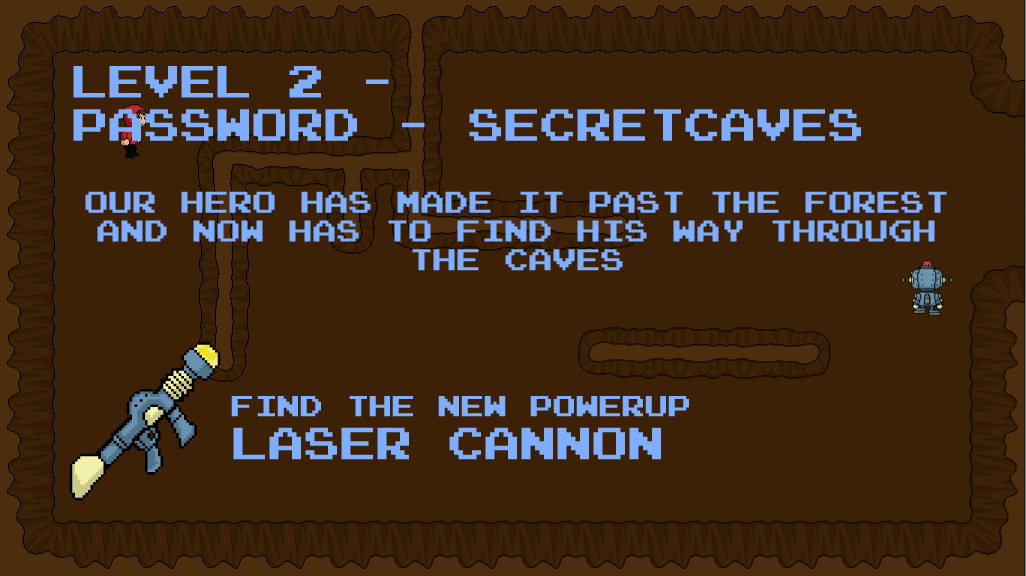 LEVEL 2 -
PASSWORD - SECRETCAVES
OUR HERO HAS MADE IT PAST THE FOREST
AND NOW HAS TO FIND HIS WAY THROUGH
THE CAVES
FIND THE NEW POWERUP
LASER CANNON